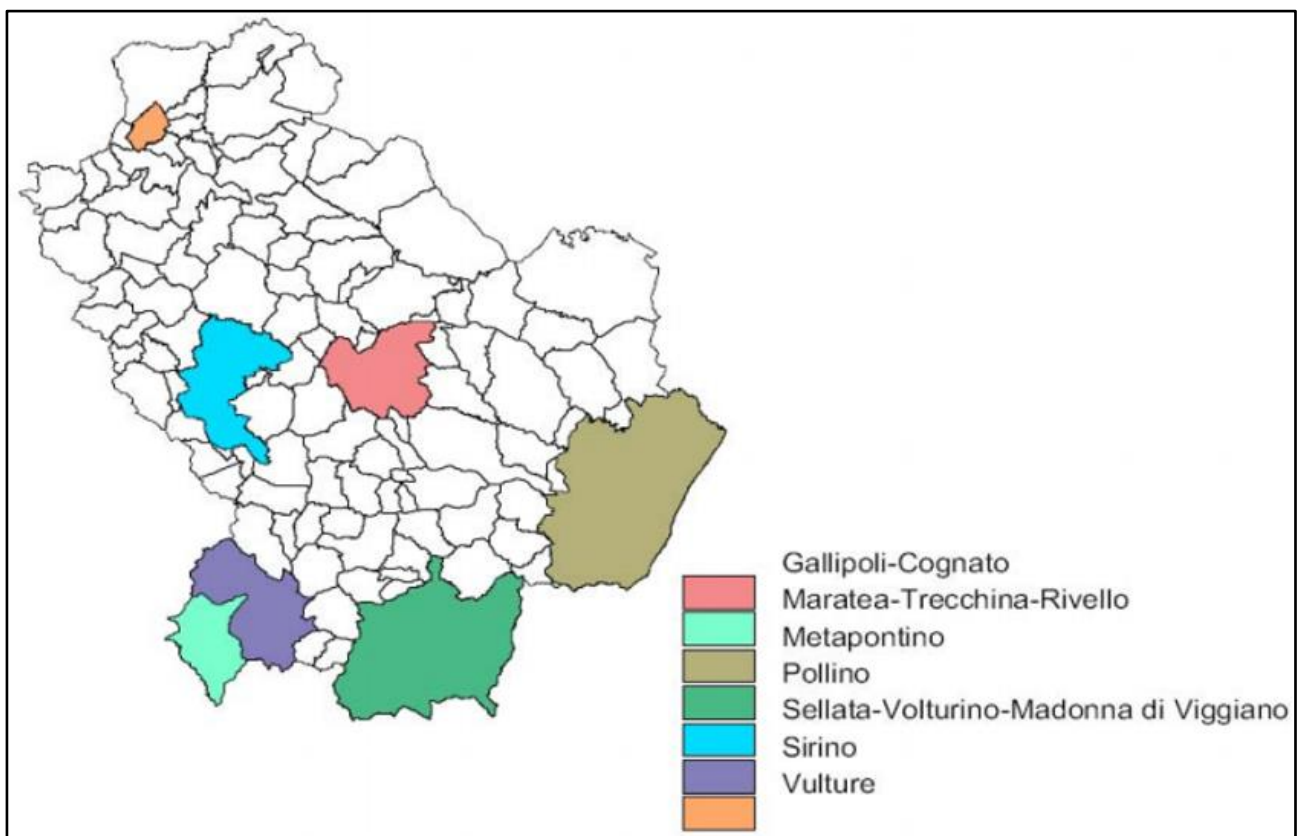 Gallipoli-Cognato
Maratea-Trecchina-Rivello
Metapontino
Pollino
Sellata-Volturino-Madonna di Viggiano
Sirino
Vulture